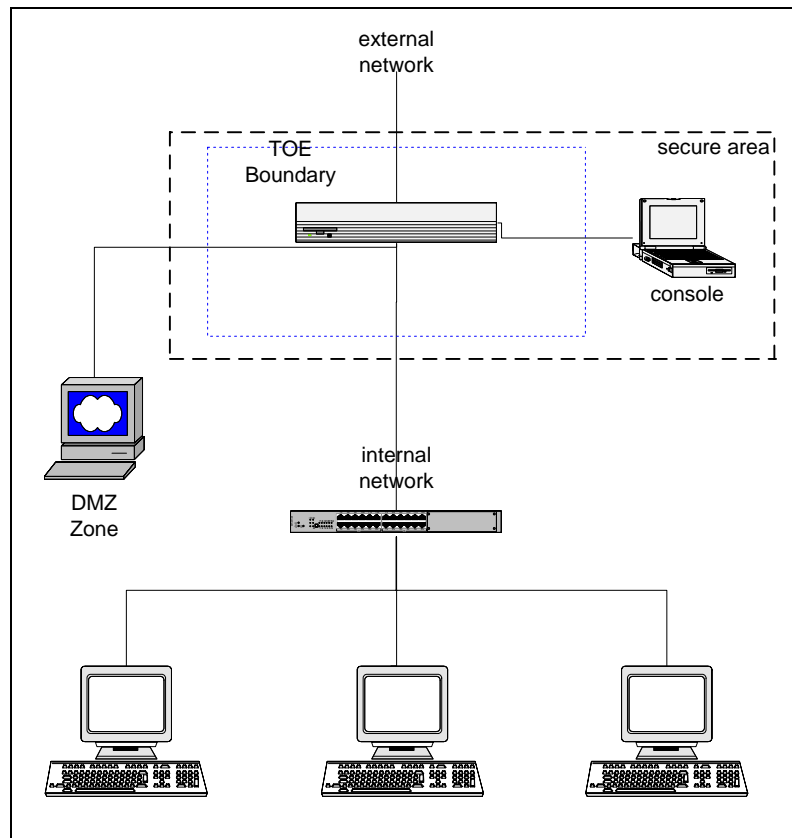 external
network
TOE
Boundary
secure area
console
internal
network
DMZ
Zone